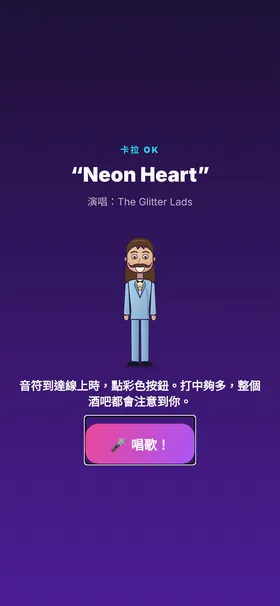 卡拉 OK
“Neon Heart”
演唱：The Glitter Lads
音符到達線上時，點彩色按鈕。打中夠多，整個
酒吧都會注意到你。
🎤 唱歌！